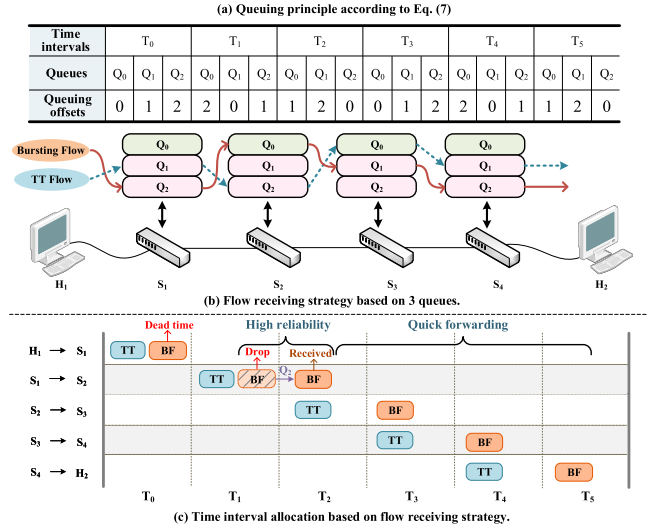 (a) Queuing principle according to Eq. (7)
Time intervals T0 T1 T2 T3 T4 T5
Queues Q0 Q1 Q2 Q0 Q1 Q2 Q0 Q1 Q2 Q0 Q1 Q2 Q0 Q1 Q2 Q0 Q1 Q2
Queuing offsets 0 1 2 2 0 1 1 2 0 0 1 2 2 0 1 1 2 0
Bursting Flow
TT Flow
Q0 Q0 Q0 Q0
Q1 Q1 Q1 Q1
Q2 Q2 Q2 Q2
H1 S1 S2 S3 S4 H2
(b) Flow receiving strategy based on 3 queues.
Dead time High reliability Quick forwarding
H1 → S1 TT BF
Drop Received
S1 → S2 TT BF Q2 BF
S2 → S3 TT BF
S3 → S4 TT BF
S4 → H2 TT BF
T0 T1 T2 T3 T4 T5
(c) Time interval allocation based on flow receiving strategy.